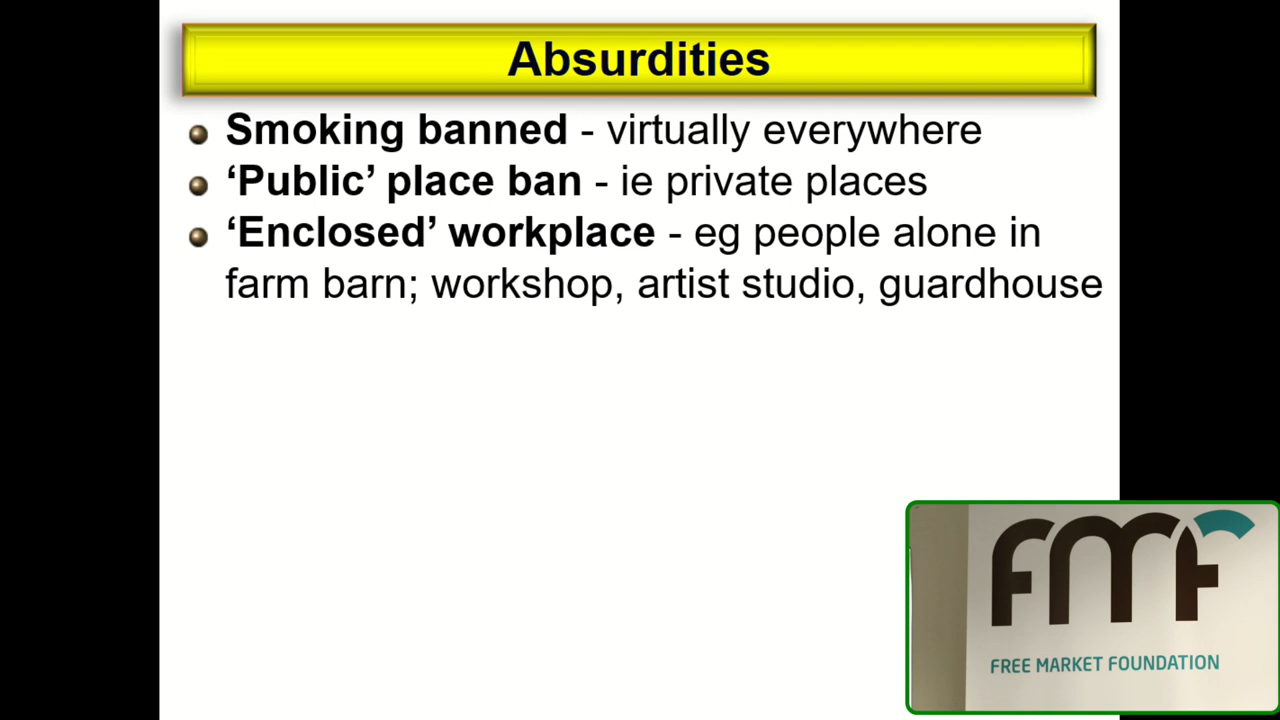 Absurdities
Smoking banned - virtually everywhere
‘Public’ place ban - ie private places
‘Enclosed’ workplace - eg people alone in
farm barn; workshop, artist studio, guardhouse
FMF
FREE MARKET FOUNDATION